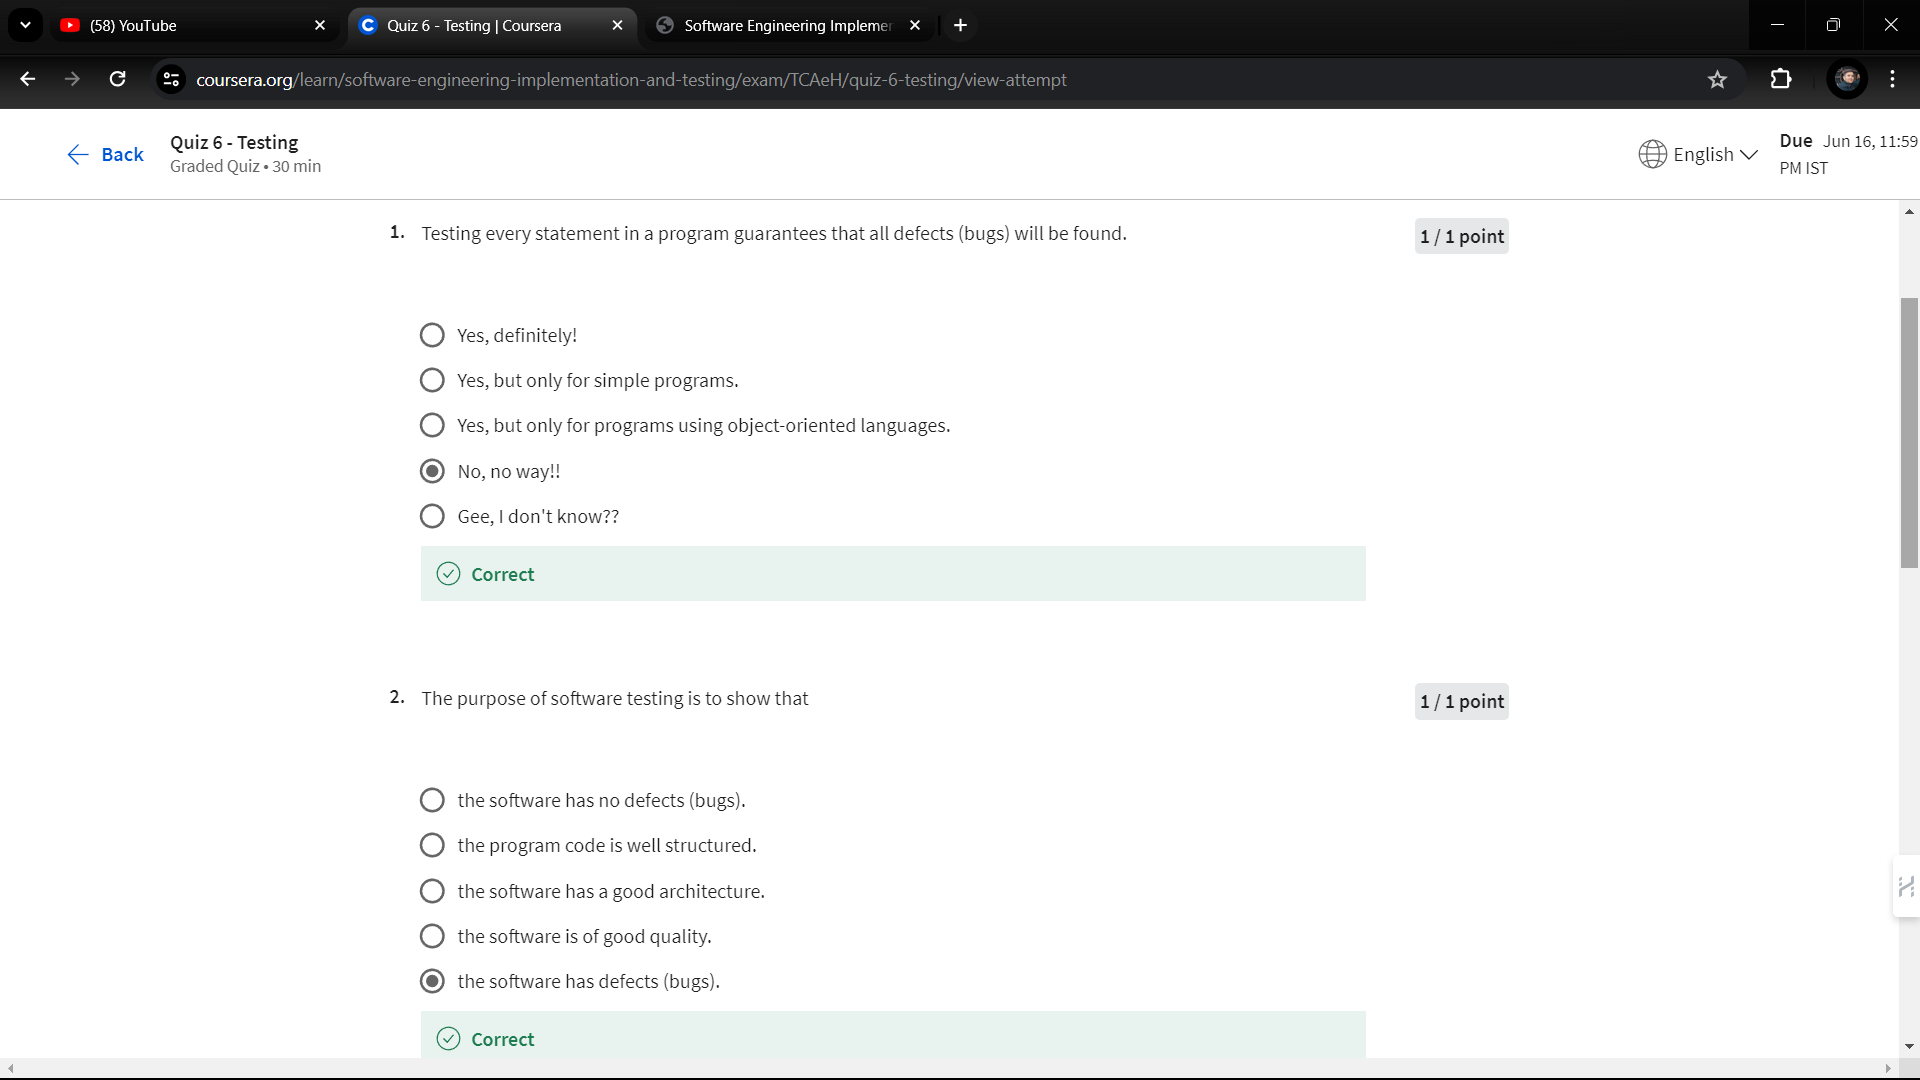 (58) YouTube
Quiz 6 - Testing | Coursera
Software Engineering Implemen
coursera.org/learn/software-engineering-implementation-and-testing/exam/TCAeH/quiz-6-testing/view-attempt
Back
Quiz 6 - Testing
Graded Quiz • 30 min
English
Due Jun 16, 11:59
PM IST
1. Testing every statement in a program guarantees that all defects (bugs) will be found.
1 / 1 point
Yes, definitely!
Yes, but only for simple programs.
Yes, but only for programs using object-oriented languages.
No, no way!!
Gee, I don't know??
Correct
2. The purpose of software testing is to show that
1 / 1 point
the software has no defects (bugs).
the program code is well structured.
the software has a good architecture.
the software is of good quality.
the software has defects (bugs).
Correct